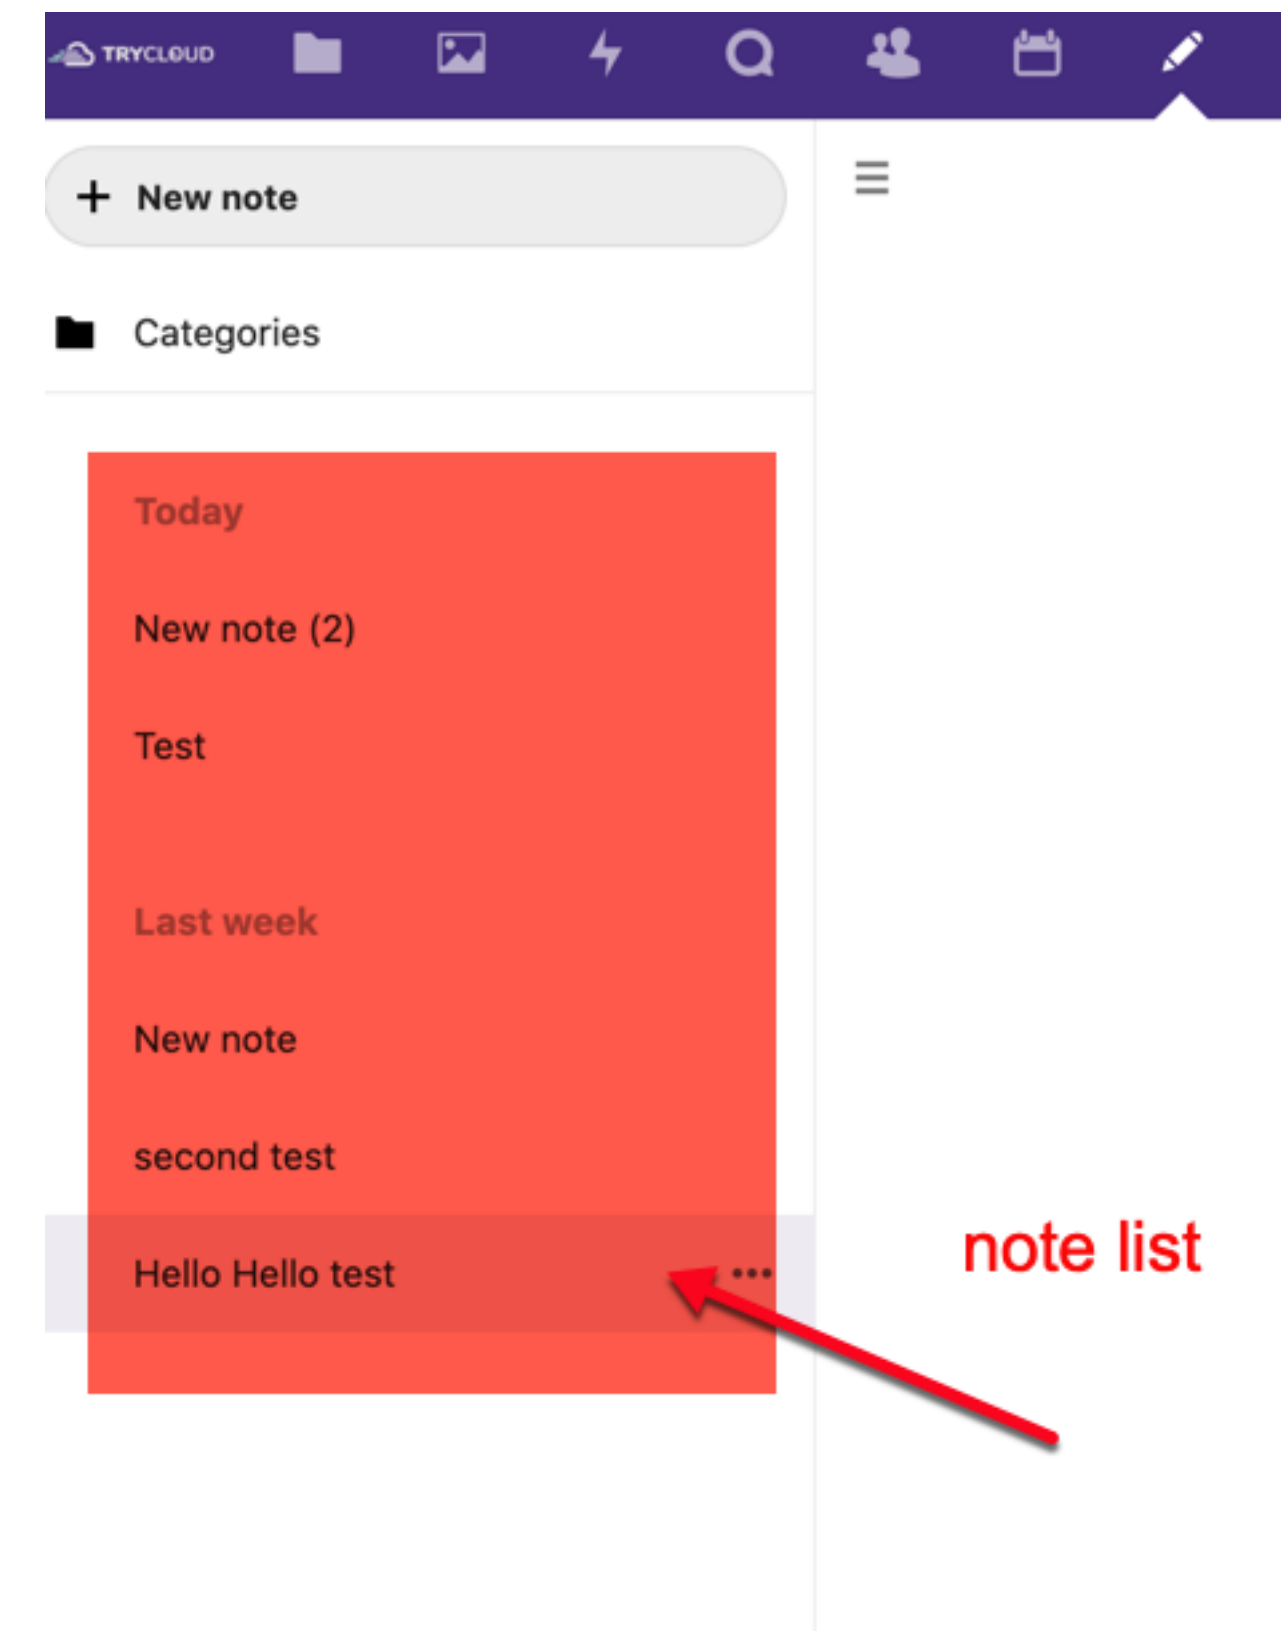 TRYCLOUD
+ New note
Categories
Today
New note (2)
Test
Last week
New note
second test
Hello Hello test
note list